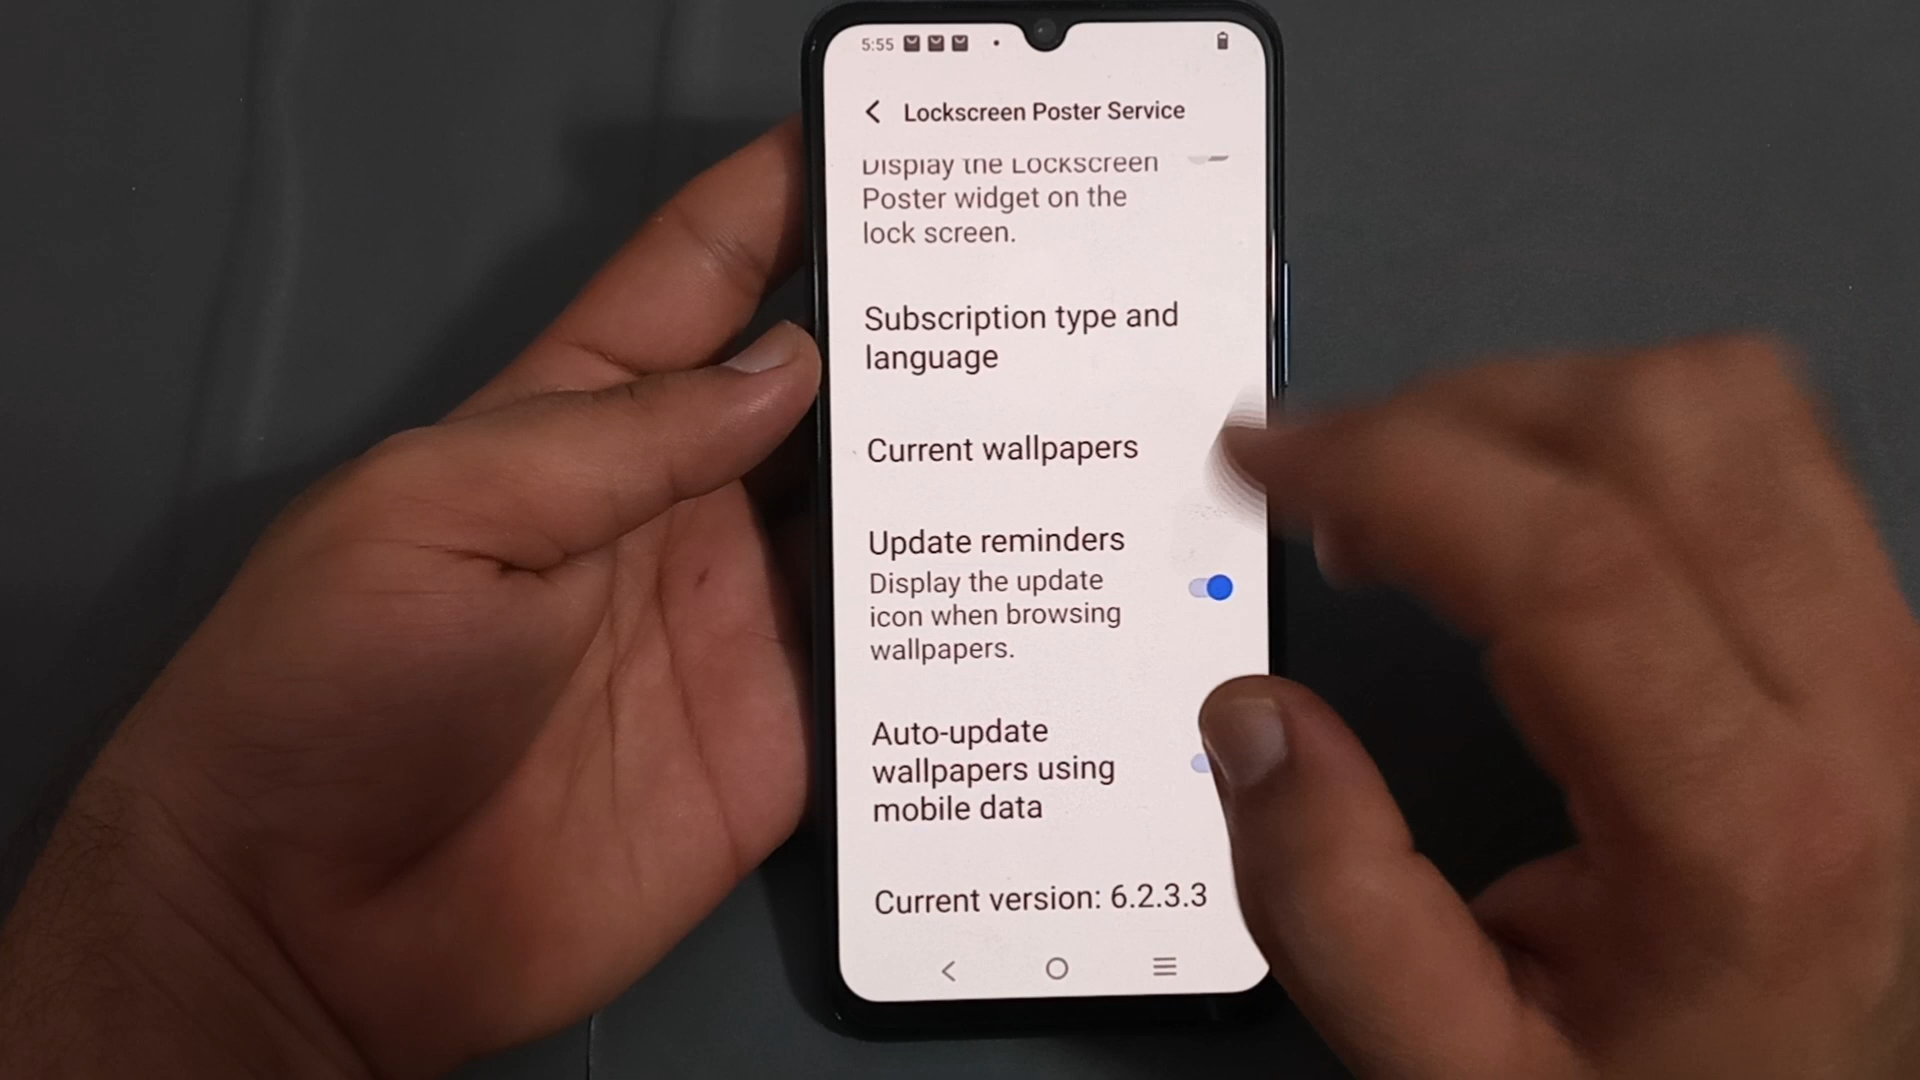 5:55
Lockscreen Poster Service
Display the Lockscreen
Poster widget on the
lock screen.
Subscription type and
language
Current wallpapers
Update reminders
Display the update
icon when browsing
wallpapers.
Auto-update
wallpapers using
mobile data
Current version: 6.2.3.3